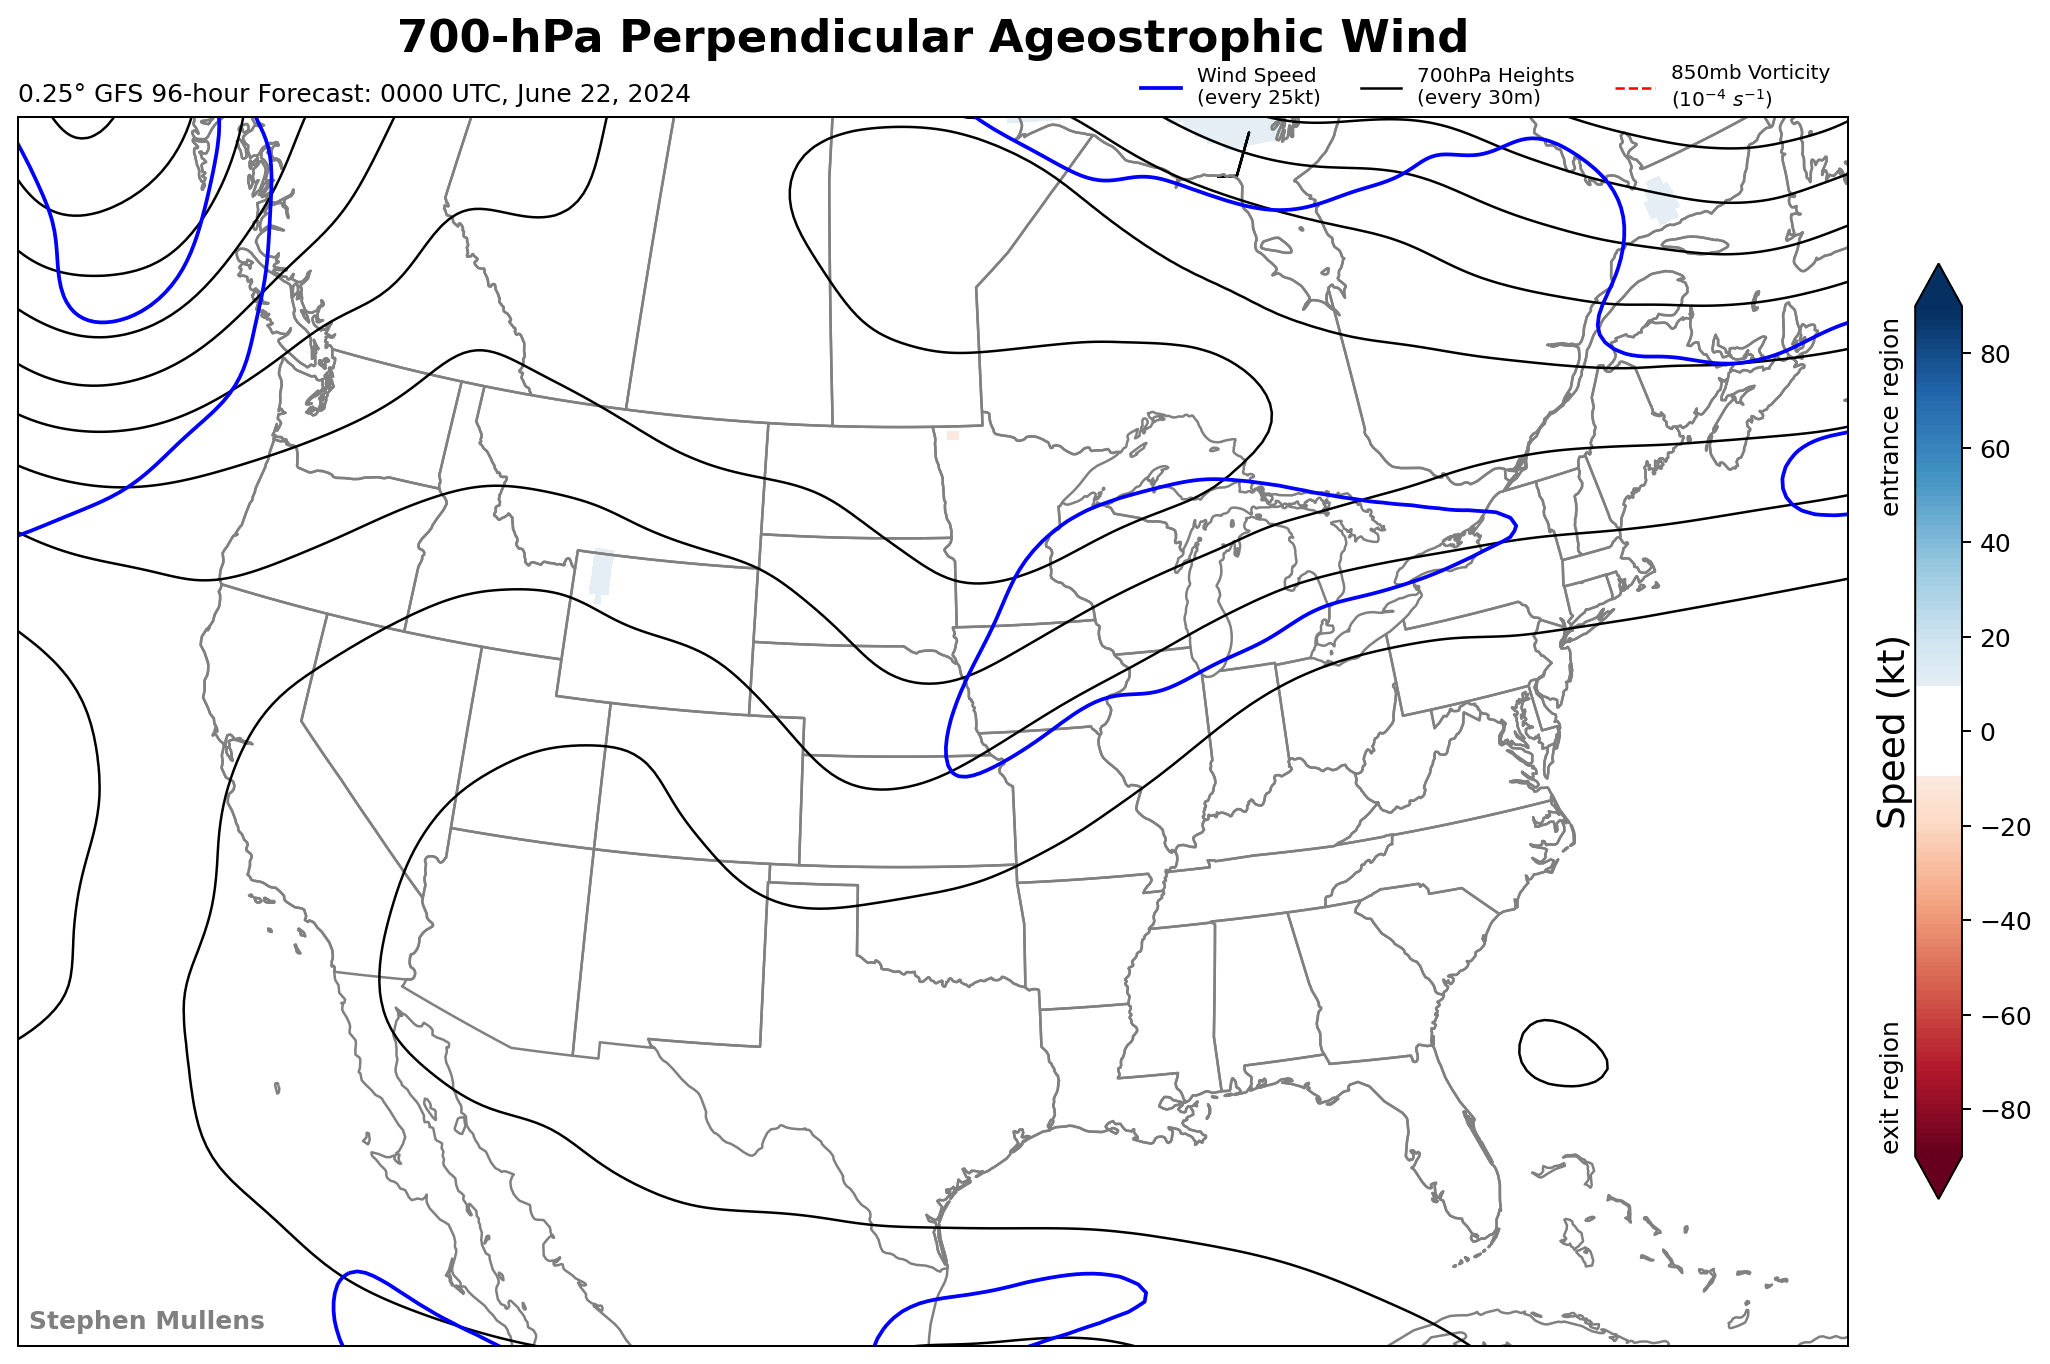 700-hPa Perpendicular Ageostrophic Wind
0.25° GFS 96-hour Forecast: 0000 UTC, June 22, 2024
Wind Speed
(every 25kt)
700hPa Heights
(every 30m)
850mb Vorticity
(10⁻⁴ s⁻¹)
entrance region
Speed (kt)
exit region
80
60
40
20
0
−20
−40
−60
−80
Stephen Mullens